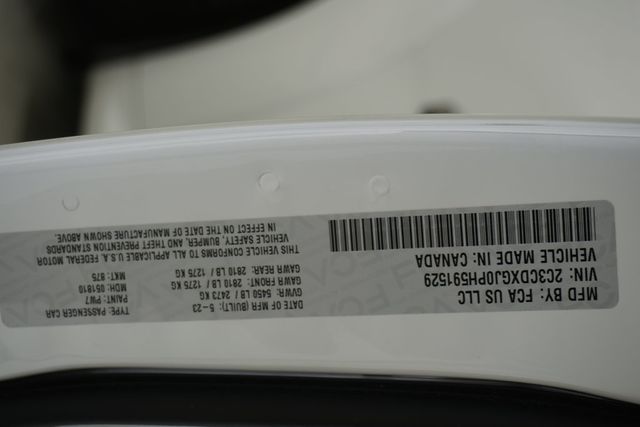 MFD BY: FCA US LLC
VIN: 2C3CDXGJ0PH591529
VEHICLE MADE IN: CANADA
DATE OF MFR (BUILT): 5-23
GVWR: 5450 LB 2473 KG
GAWR FRONT: 2810 LB 1275 KG
GAWR REAR: 2810 LB 1275 KG
THIS VEHICLE CONFORMS TO ALL APPLICABLE U.S.A. FEDERAL MOTOR
VEHICLE SAFETY, BUMPER, AND THEFT PREVENTION STANDARDS
IN EFFECT ON THE DATE OF MANUFACTURE SHOWN ABOVE.
TYPE: PASSENGER CAR
PAINT: PW7
MDH: 051810
MKT: 875